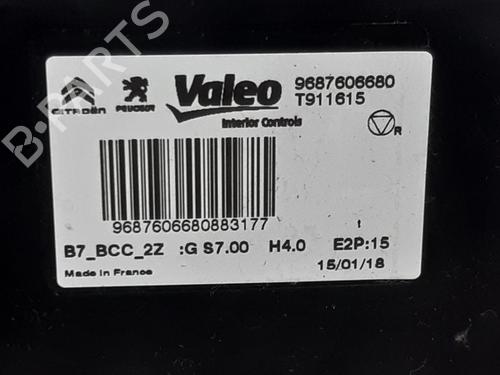 B-PARTS
CITROËN
PEUGEOT
Valeo
Interior Controls
9687606680
T911615
R
9687606680883177
B7_BCC_2Z :G S7.00 H4.0 E2P:15
Made in France
15/01/18